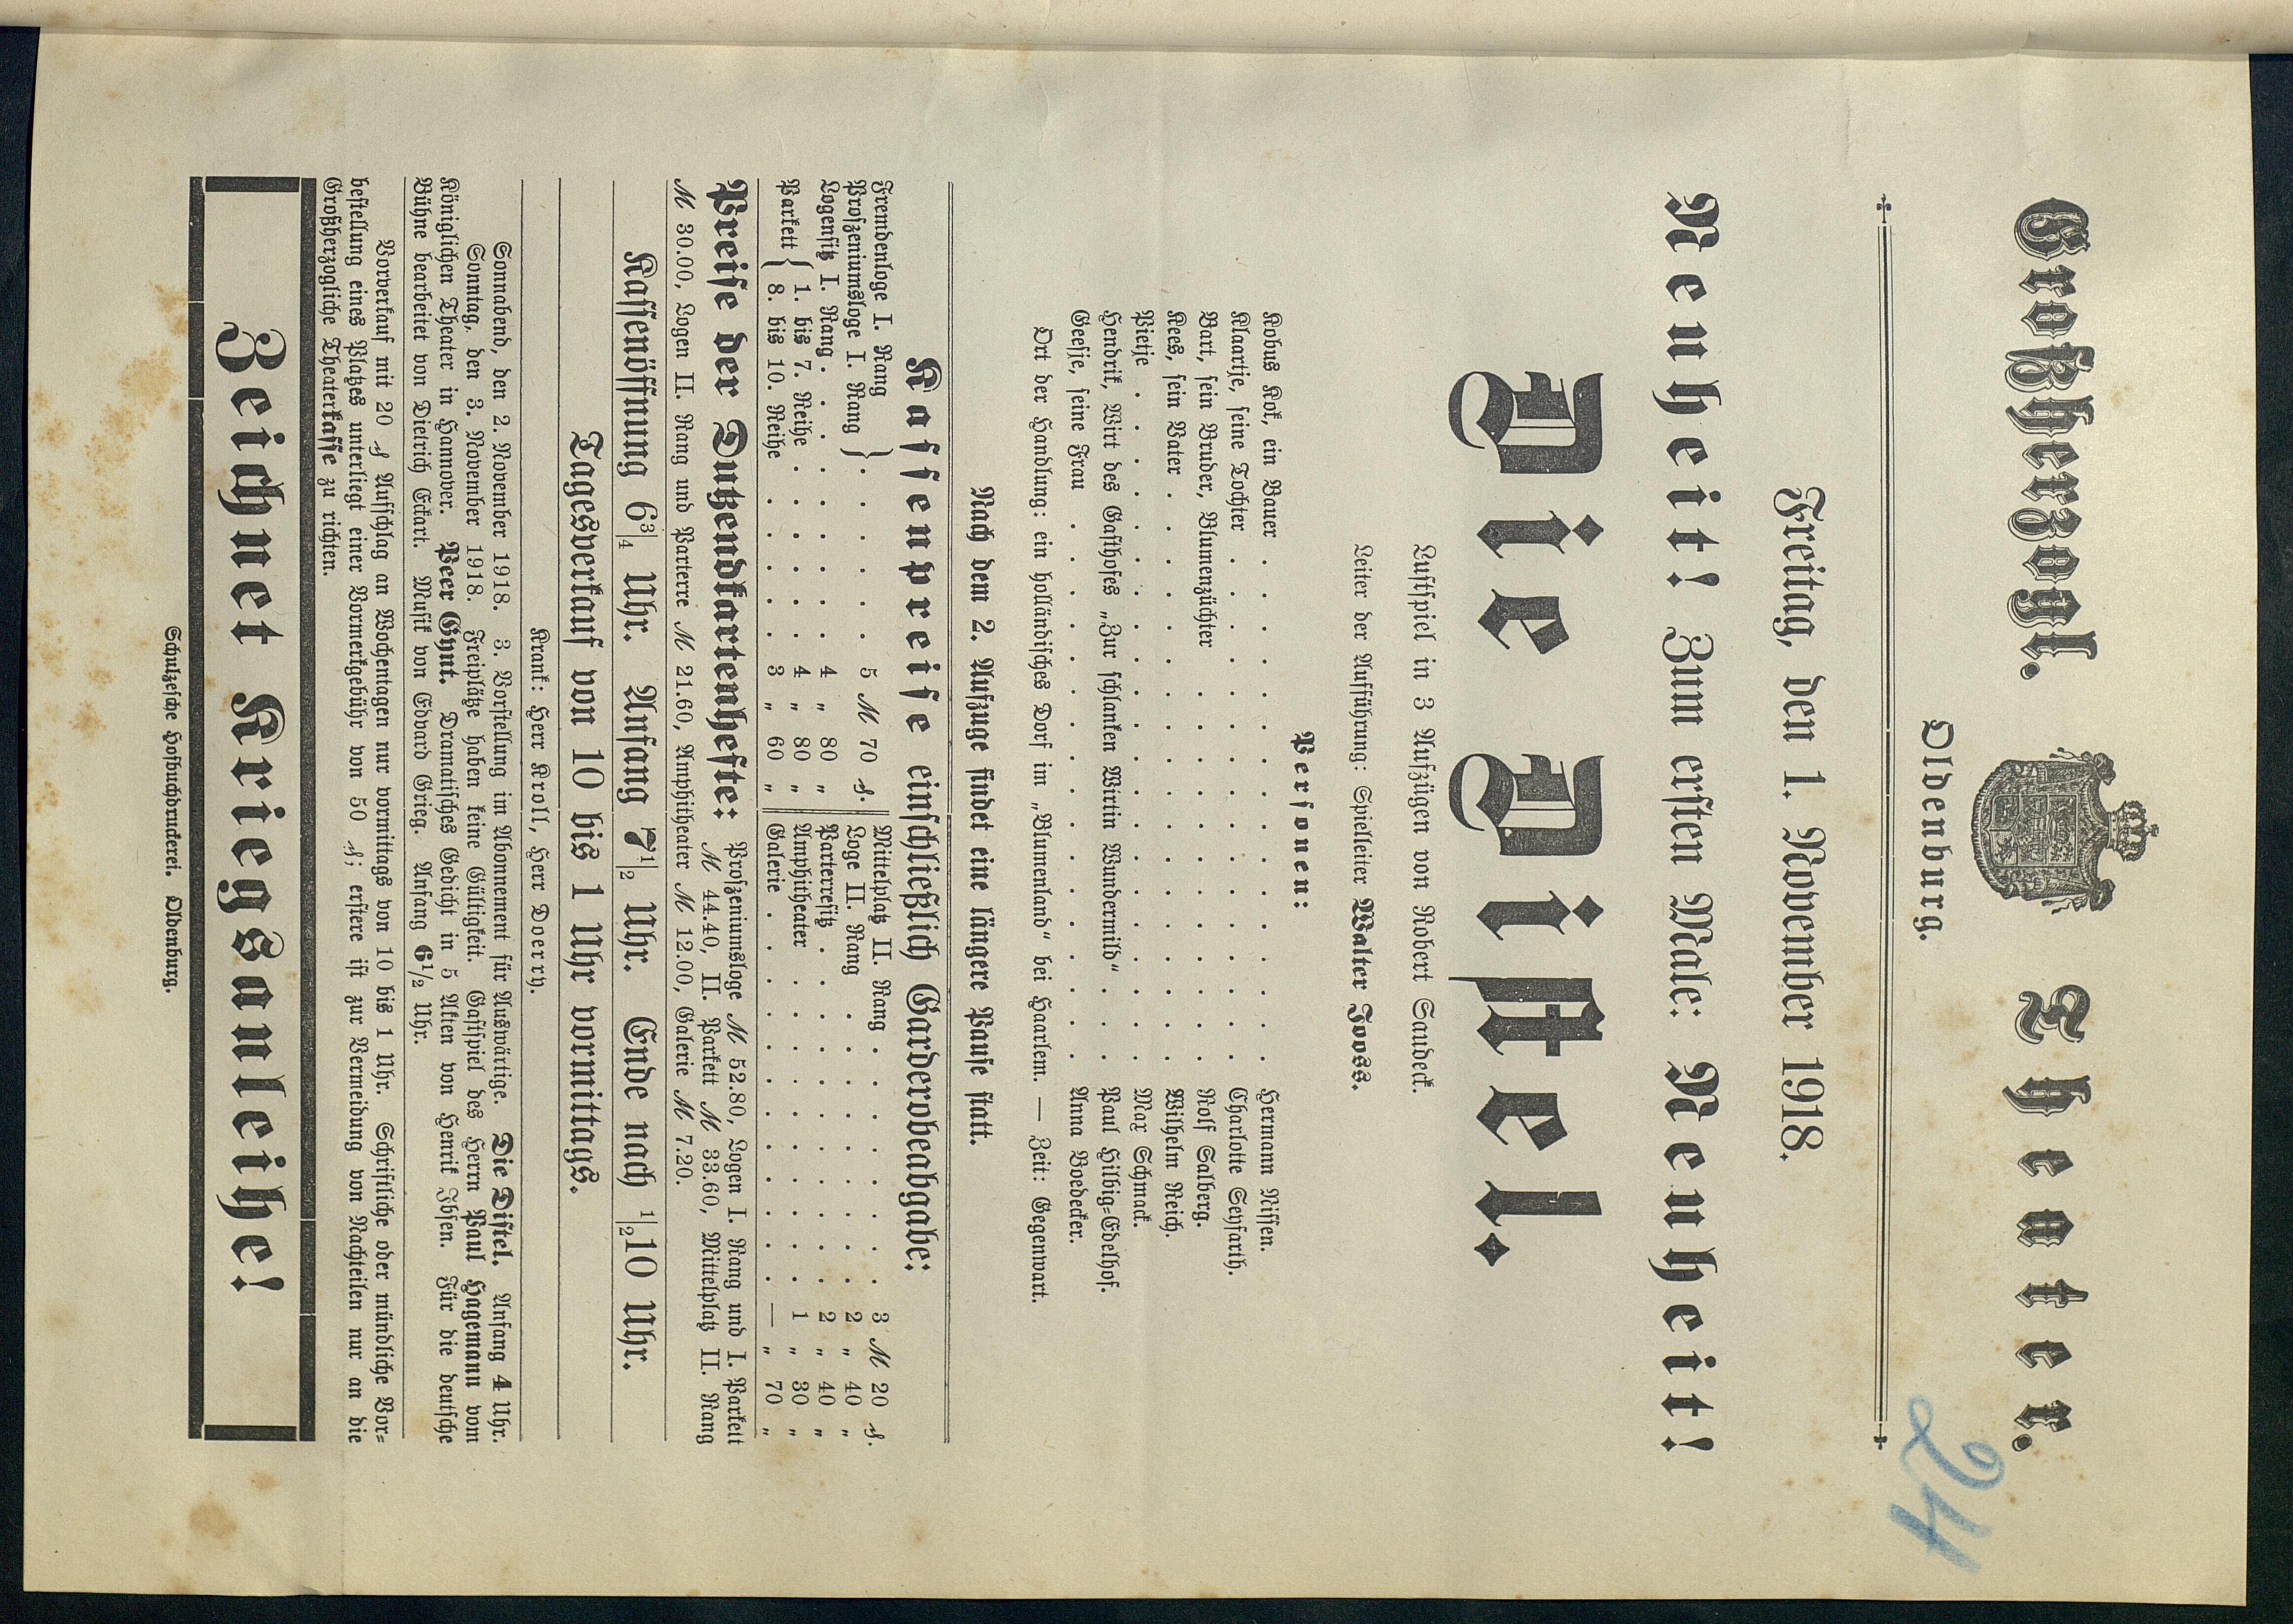 Großherzogl. Theater.
Oldenburg.
24
Freitag, den 1. November 1918.
Neuheit! Zum ersten Male: Neuheit!
Die Distel.
Lustspiel in 3 Aufzügen von Robert Saudeck.
Leiter der Aufführung: Spielleiter Walter Jooss.
Personen:
Kobus Kok, ein Bauer . . . . . . . . . . Hermann Nissen.
Klaartje, seine Tochter . . . . . . . . . . Charlotte Seyfarth.
Bart, sein Bruder, Blumenzüchter . . . . . . . . Rolf Salberg.
Kees, sein Vater . . . . . . . . . . Wilhelm Reich.
Pietje . . . . . . . . . . Max Schmack.
Hendrik, Wirt des Gasthofes „Zur schlanken Wirtin Wundermild“ . . . Paul Hilbig-Edelhof.
Geesje, seine Frau . . . . . . . . . . Anna Boedecker.
Ort der Handlung: ein holländisches Dorf im „Blumenland“ bei Haarlem. — Zeit: Gegenwart.
Nach dem 2. Aufzuge findet eine längere Pause statt.
Kassenpreise einschließlich Garderobeabgabe:
Fremdenloge I. Rang
Proszeniumsloge I. Rang } . . . . . 5 M 70 ₰.
Logensitz I. Rang . . . . . . 4 „ 80 „
Parkett { 1. bis 7. Reihe . . . . . 4 „ 80 „
8. bis 10. Reihe . . . . . 3 „ 60 „
Mittelplatz II. Rang . . . . . . 3 M 20 ₰.
Loge II. Rang . . . . . . 2 „ 40 „
Parterresitz . . . . . . 2 „ 40 „
Amphitheater . . . . . . 1 „ 30 „
Galerie . . . . . . — „ 70 „
Preise der Dutzendkartenhefte: Proszeniumsloge M 52.80, Logen I. Rang und I. Parkett
M 44.40, II. Parkett M 33.60, Mittelplatz II. Rang
M 30.00, Logen II. Rang und Parterre M 21.60, Amphitheater M 12.00, Galerie M 7.20.
Kassenöffnung 6 3/4 Uhr. Anfang 7 1/2 Uhr. Ende nach 1/2 10 Uhr.
Tagesverkauf von 10 bis 1 Uhr vormittags.
Krank: Herr Kroll, Herr Doerry.
Sonnabend, den 2. November 1918. 3. Vorstellung im Abonnement für Auswärtige. Die Distel. Anfang 4 Uhr.
Sonntag, den 3. November 1918. Freiplätze haben keine Gültigkeit. Gastspiel des Herrn Paul Hagemann vom
Königlichen Theater in Hannover. Peer Gynt. Dramatisches Gedicht in 5 Akten von Henrik Ibsen. Für die deutsche
Bühne bearbeitet von Dietrich Eckart. Musik von Edvard Grieg. Anfang 6 1/2 Uhr.
Vorverkauf mit 20 ₰ Aufschlag an Wochentagen nur vormittags von 10 bis 1 Uhr. Schriftliche oder mündliche Vor-
bestellung eines Platzes unterliegt einer Vormerkgebühr von 50 ₰; erstere ist zur Vermeidung von Nachteilen nur an die
Großherzogliche Theaterkasse zu richten.
Zeichnet Kriegsanleihe!
Schulzesche Hofbuchdruckerei. Oldenburg.